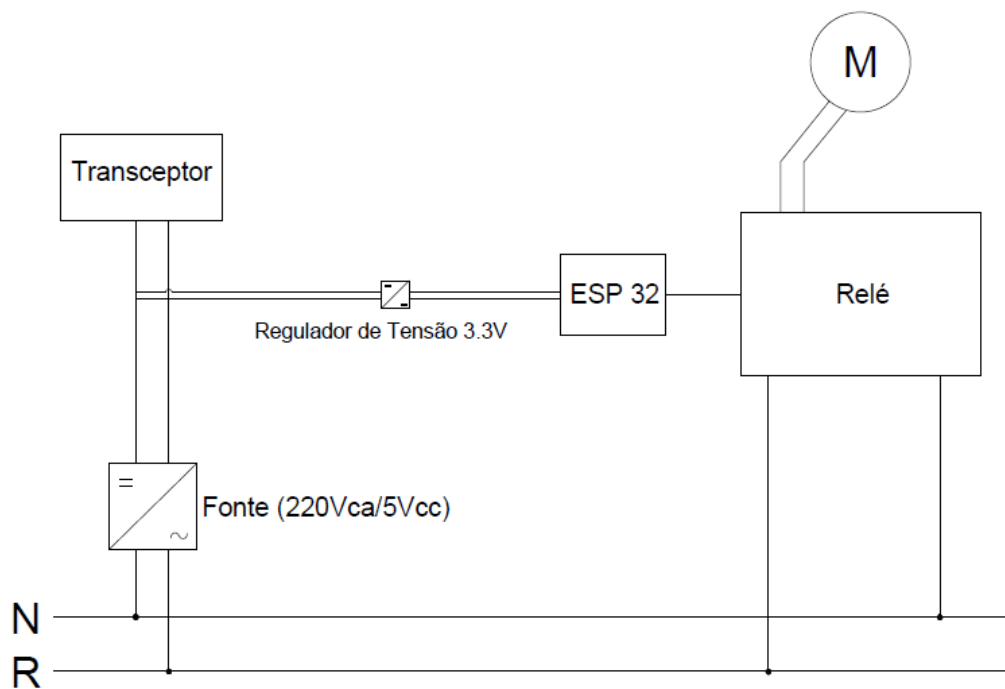 M
Transceptor
ESP 32
Relé
Regulador de Tensão 3.3V
Fonte (220Vca/5Vcc)
N
R